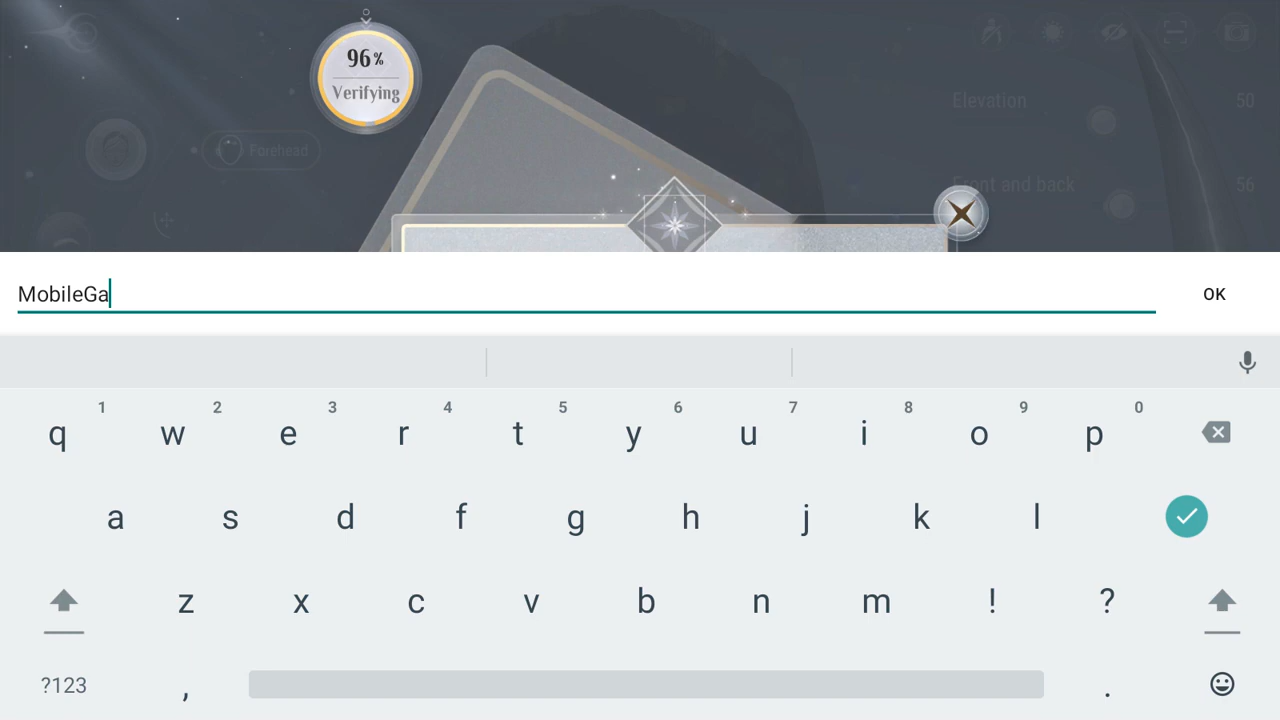 96%
Verifying
Elevation 50
Forehead
Front and back 56
MobileGa
OK
1 2 3 4 5 6 7 8 9 0
q w e r t y u i o p
a s d f g h j k l
z x c v b n m ! ?
?123 , .